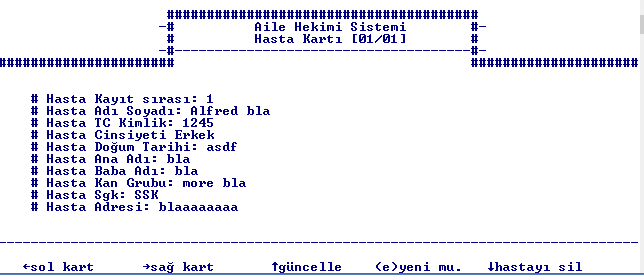 #######################################
-# Aile Hekimi Sistemi #-
# Hasta Kartı [01/01] #
-#-------------------------------------#-
###################### #####################
# Hasta Kayıt sırası: 1
# Hasta Adı Soyadı: Alfred bla
# Hasta TC Kimlik: 1245
# Hasta Cinsiyeti Erkek
# Hasta Doğum Tarihi: asdf
# Hasta Ana Adı: bla
# Hasta Baba Adı: bla
# Hasta Kan Grubu: more bla
# Hasta Sgk: SSK
# Hasta Adresi: blaaaaaaaa
--------------------------------------------------------------------------------
←sol kart →sağ kart ↑güncelle (e)yeni mu. ↓hastayı sil